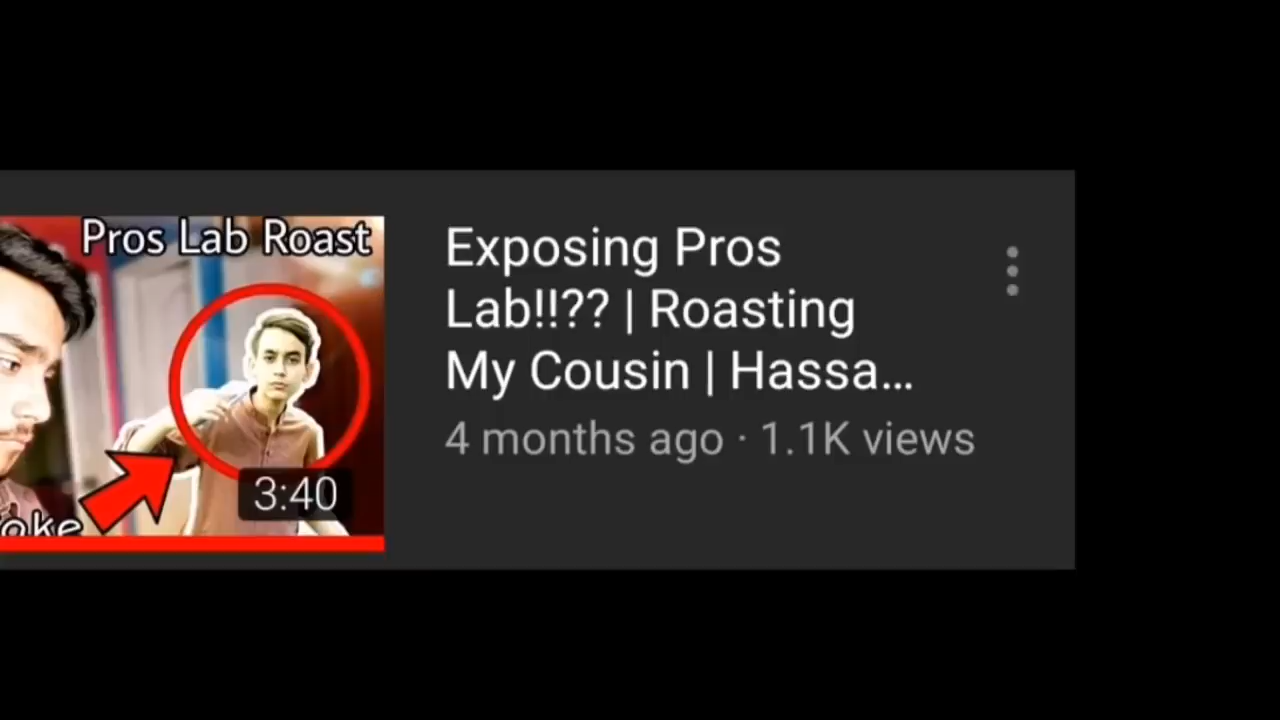 Pros Lab Roast
3:40
Exposing Pros
Lab!!?? | Roasting
My Cousin | Hassa...
4 months ago · 1.1K views